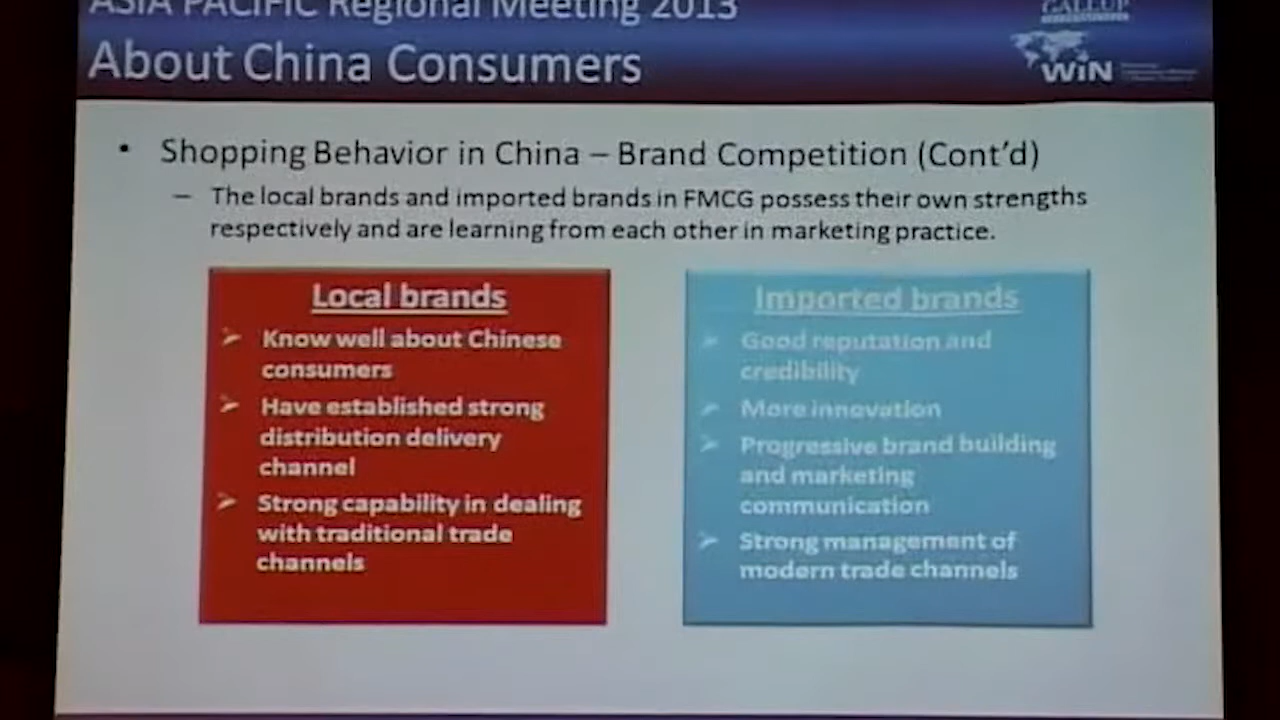 ASIA PACIFIC Regional Meeting 2013
GALLUP
About China Consumers
WiN
• Shopping Behavior in China – Brand Competition (Cont'd)
– The local brands and imported brands in FMCG possess their own strengths
respectively and are learning from each other in marketing practice.
Local brands
➢ Know well about Chinese
consumers
➢ Have established strong
distribution delivery
channel
➢ Strong capability in dealing
with traditional trade
channels
Imported brands
➢ Good reputation and
credibility
➢ More innovation
➢ Progressive brand building
and marketing
communication
➢ Strong management of
modern trade channels